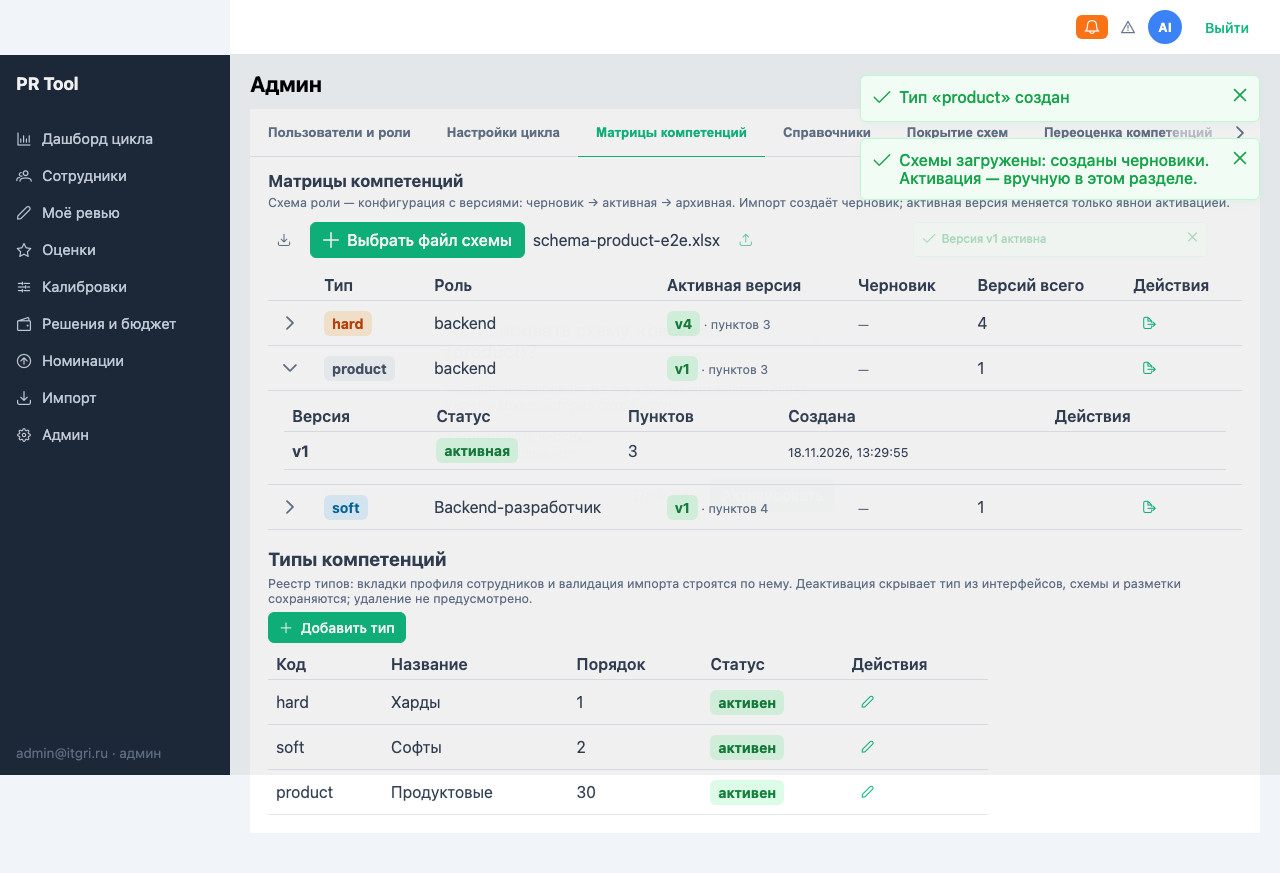 AI
Выйти
PR Tool
Дашборд цикла
Сотрудники
Моё ревью
Оценки
Калибровки
Решения и бюджет
Номинации
Импорт
Админ
admin@itgri.ru · админ
Админ
Тип «product» создан
Пользователи и роли
Настройки цикла
Матрицы компетенций
Справочники
Покрытие схем
Переоценка компетенций
Схемы загружены: созданы черновики.
Активация — вручную в этом разделе.
Матрицы компетенций
Схема роли — конфигурация с версиями: черновик → активная → архивная. Импорт создаёт черновик; активная версия меняется только явной активацией.
Выбрать файл схемы
schema-product-e2e.xlsx
Версия v1 активна
Тип Роль Активная версия Черновик Версий всего Действия
hard backend v4 · пунктов 3 — 4
product backend v1 · пунктов 3 — 1
Версия Статус Пунктов Создана Действия
v1 активная 3 18.11.2026, 13:29:55
soft Backend-разработчик v1 · пунктов 4 — 1
Типы компетенций
Реестр типов: вкладки профиля сотрудников и валидация импорта строятся по нему. Деактивация скрывает тип из интерфейсов, схемы и разметки
сохраняются; удаление не предусмотрено.
Добавить тип
Код Название Порядок Статус Действия
hard Харды 1 активен
soft Софты 2 активен
product Продуктовые 30 активен